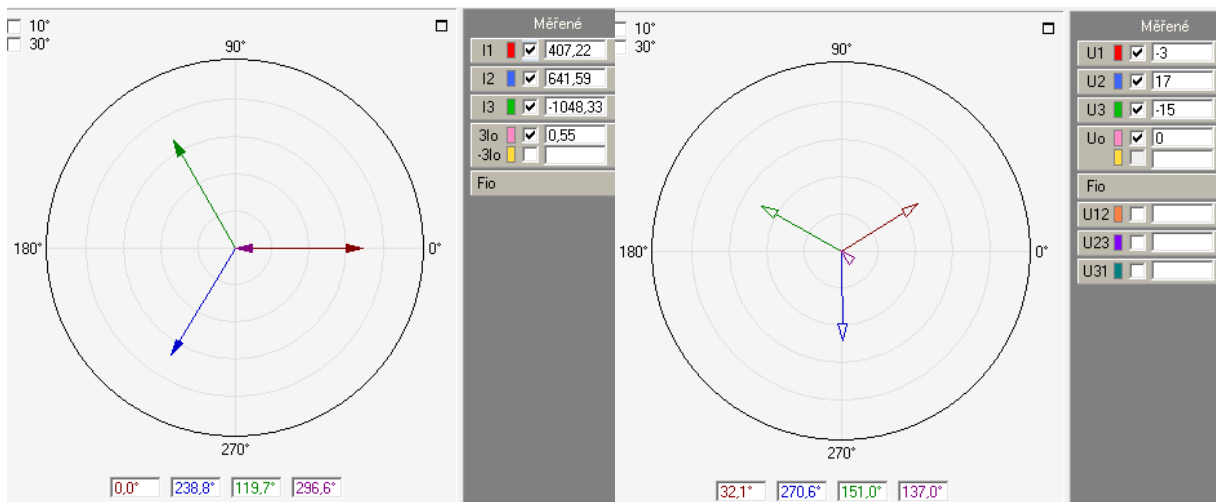 10°
30°
90°
180°
0°
270°
0,0°
238,8°
119,7°
296,6°
Měřené
I1
407,22
I2
641,59
I3
-1048,33
3Io
0,55
-3Io
Fio
10°
30°
90°
180°
0°
270°
32,1°
270,6°
151,0°
137,0°
Měřené
U1
-3
U2
17
U3
-15
Uo
0
Fio
U12
U23
U31